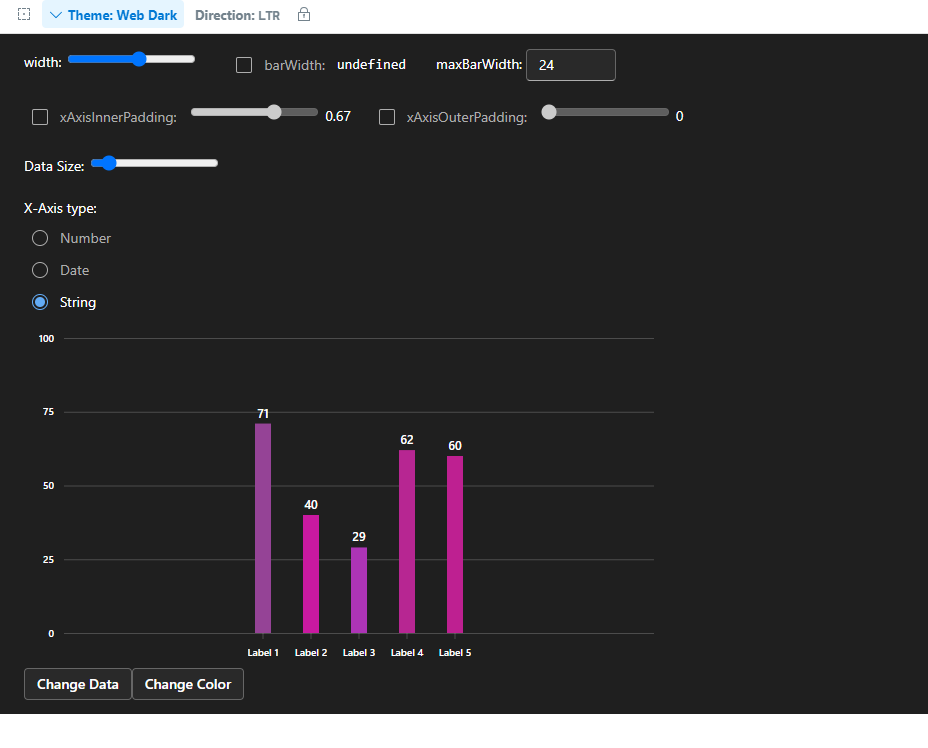 Theme: Web Dark Direction: LTR
width: barWidth: undefined maxBarWidth: 24
xAxisInnerPadding: 0.67 xAxisOuterPadding: 0
Data Size:
X-Axis type:
Number
Date
String
100
75
50
25
0
71
40
29
62
60
Label 1 Label 2 Label 3 Label 4 Label 5
Change Data Change Color